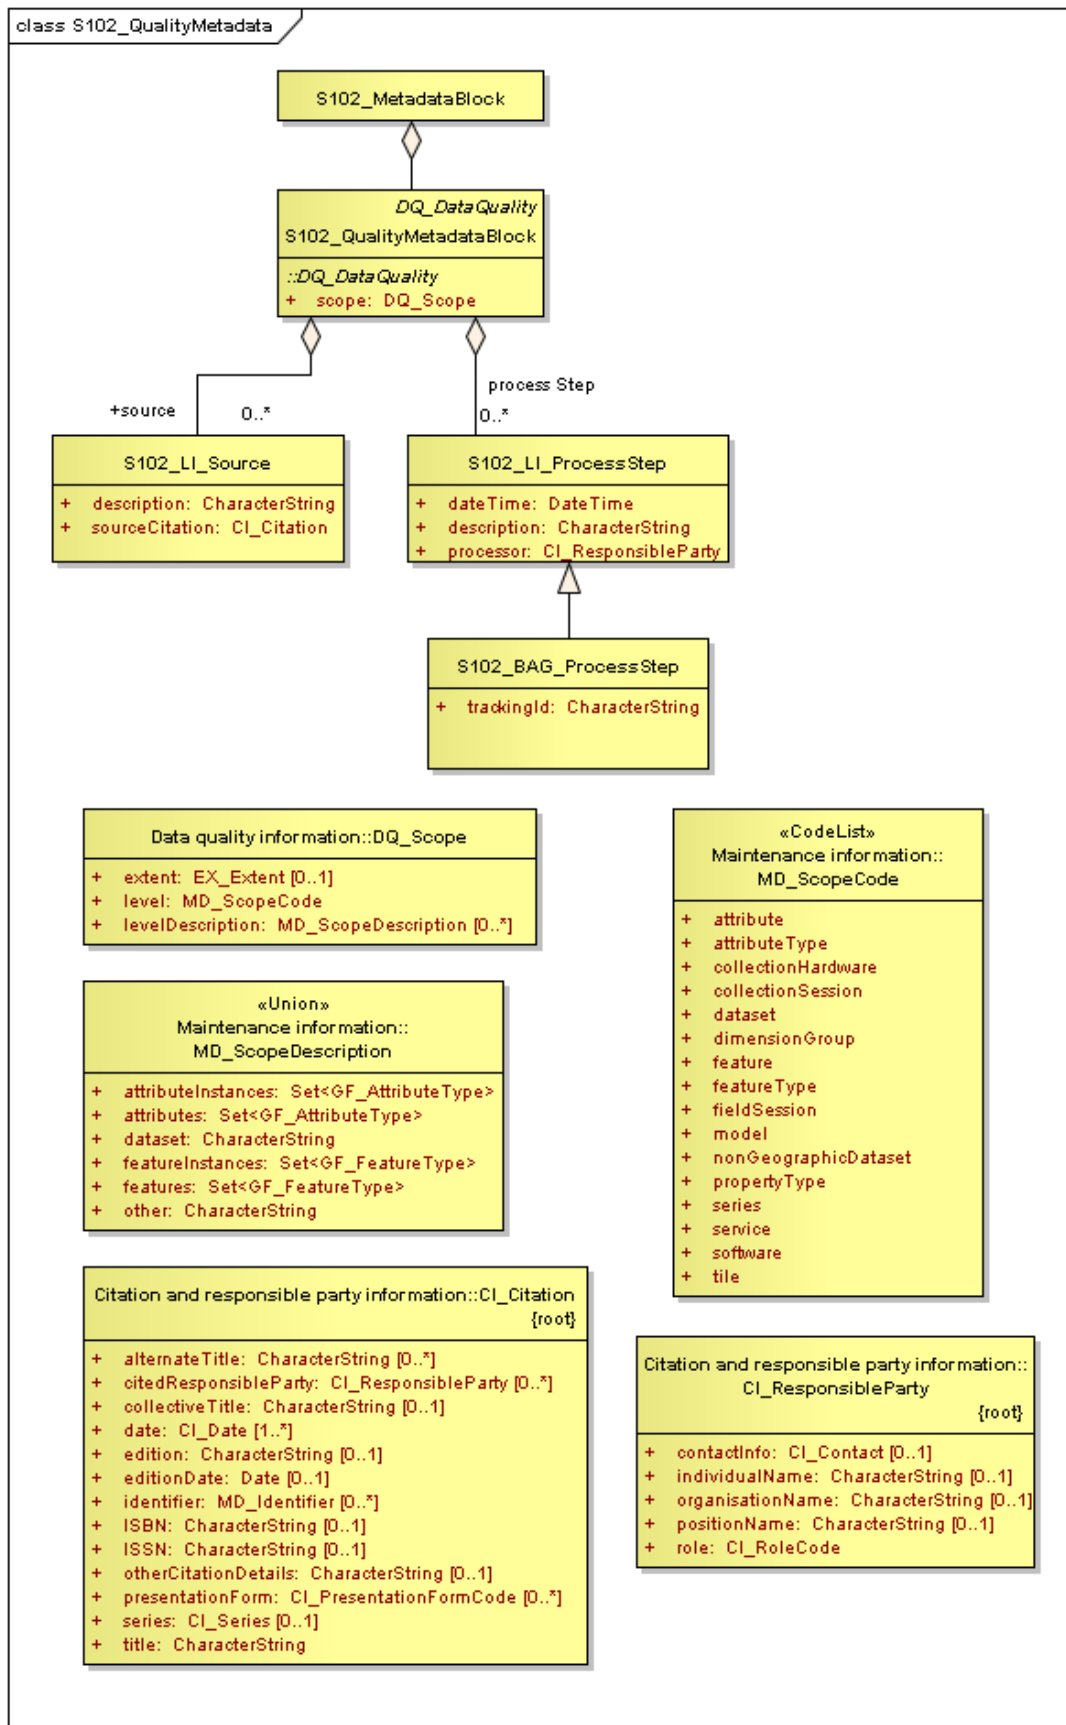 class S102_QualityMetadata
S102_MetadataBlock
DQ_DataQuality
S102_QualityMetadataBlock
::DQ_DataQuality
+ scope: DQ_Scope
process Step
+source 0..* 0..*
S102_LI_Source
+ description: CharacterString
+ sourceCitation: CI_Citation
S102_LI_ProcessStep
+ dateTime: DateTime
+ description: CharacterString
+ processor: CI_ResponsibleParty
S102_BAG_ProcessStep
+ trackingId: CharacterString
Data quality information::DQ_Scope
+ extent: EX_Extent [0..1]
+ level: MD_ScopeCode
+ levelDescription: MD_ScopeDescription [0..*]
«CodeList»
Maintenance information::
MD_ScopeCode
+ attribute
+ attributeType
+ collectionHardware
+ collectionSession
+ dataset
+ dimensionGroup
+ feature
+ featureType
+ fieldSession
+ model
+ nonGeographicDataset
+ propertyType
+ series
+ service
+ software
+ tile
«Union»
Maintenance information::
MD_ScopeDescription
+ attributeInstances: Set<GF_AttributeType>
+ attributes: Set<GF_AttributeType>
+ dataset: CharacterString
+ featureInstances: Set<GF_FeatureType>
+ features: Set<GF_FeatureType>
+ other: CharacterString
Citation and responsible party information::CI_Citation
{root}
+ alternateTitle: CharacterString [0..*]
+ citedResponsibleParty: CI_ResponsibleParty [0..*]
+ collectiveTitle: CharacterString [0..1]
+ date: CI_Date [1..*]
+ edition: CharacterString [0..1]
+ editionDate: Date [0..1]
+ identifier: MD_Identifier [0..*]
+ ISBN: CharacterString [0..1]
+ ISSN: CharacterString [0..1]
+ otherCitationDetails: CharacterString [0..1]
+ presentationForm: CI_PresentationFormCode [0..*]
+ series: CI_Series [0..1]
+ title: CharacterString
Citation and responsible party information::
CI_ResponsibleParty
{root}
+ contactInfo: CI_Contact [0..1]
+ individualName: CharacterString [0..1]
+ organisationName: CharacterString [0..1]
+ positionName: CharacterString [0..1]
+ role: CI_RoleCode